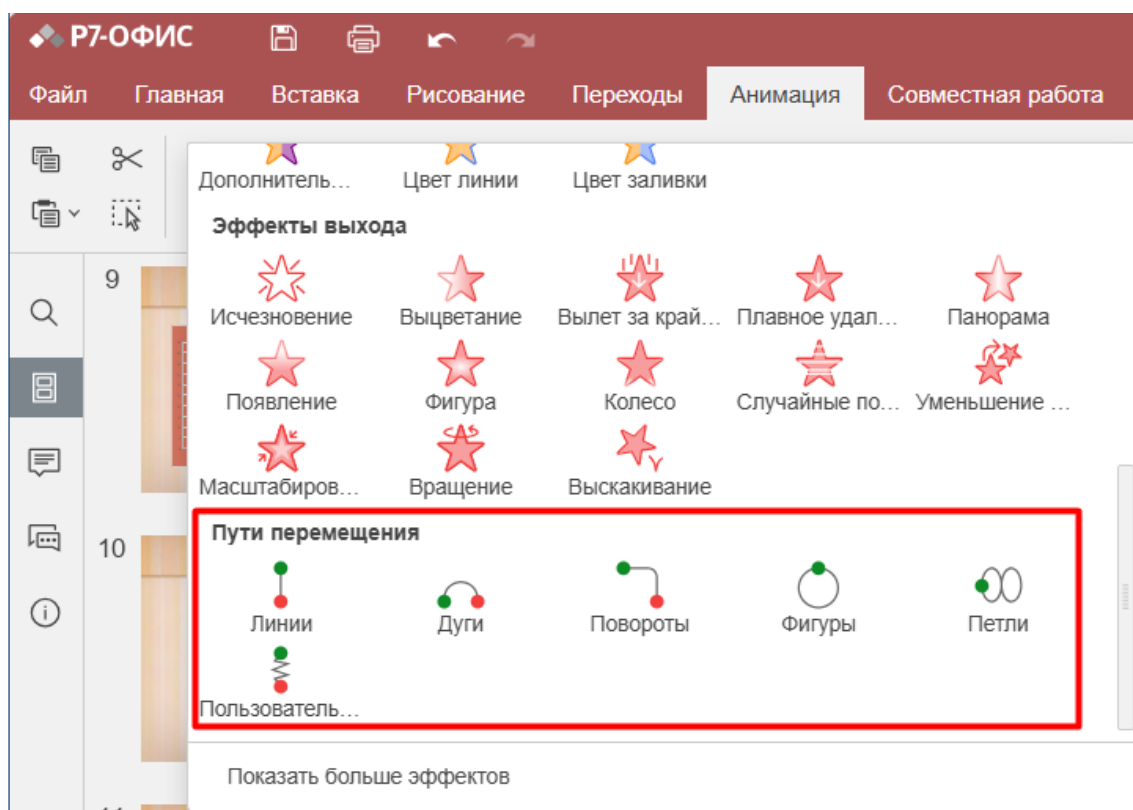 Р7-ОФИС
Файл Главная Вставка Рисование Переходы Анимация Совместная работа
Дополнитель... Цвет линии Цвет заливки
Эффекты выхода
Исчезновение Выцветание Вылет за край... Плавное удал... Панорама
Появление Фигура Колесо Случайные по... Уменьшение ...
Масштабиров... Вращение Выскакивание
Пути перемещения
Линии Дуги Повороты Фигуры Петли
Пользователь...
Показать больше эффектов
9
10